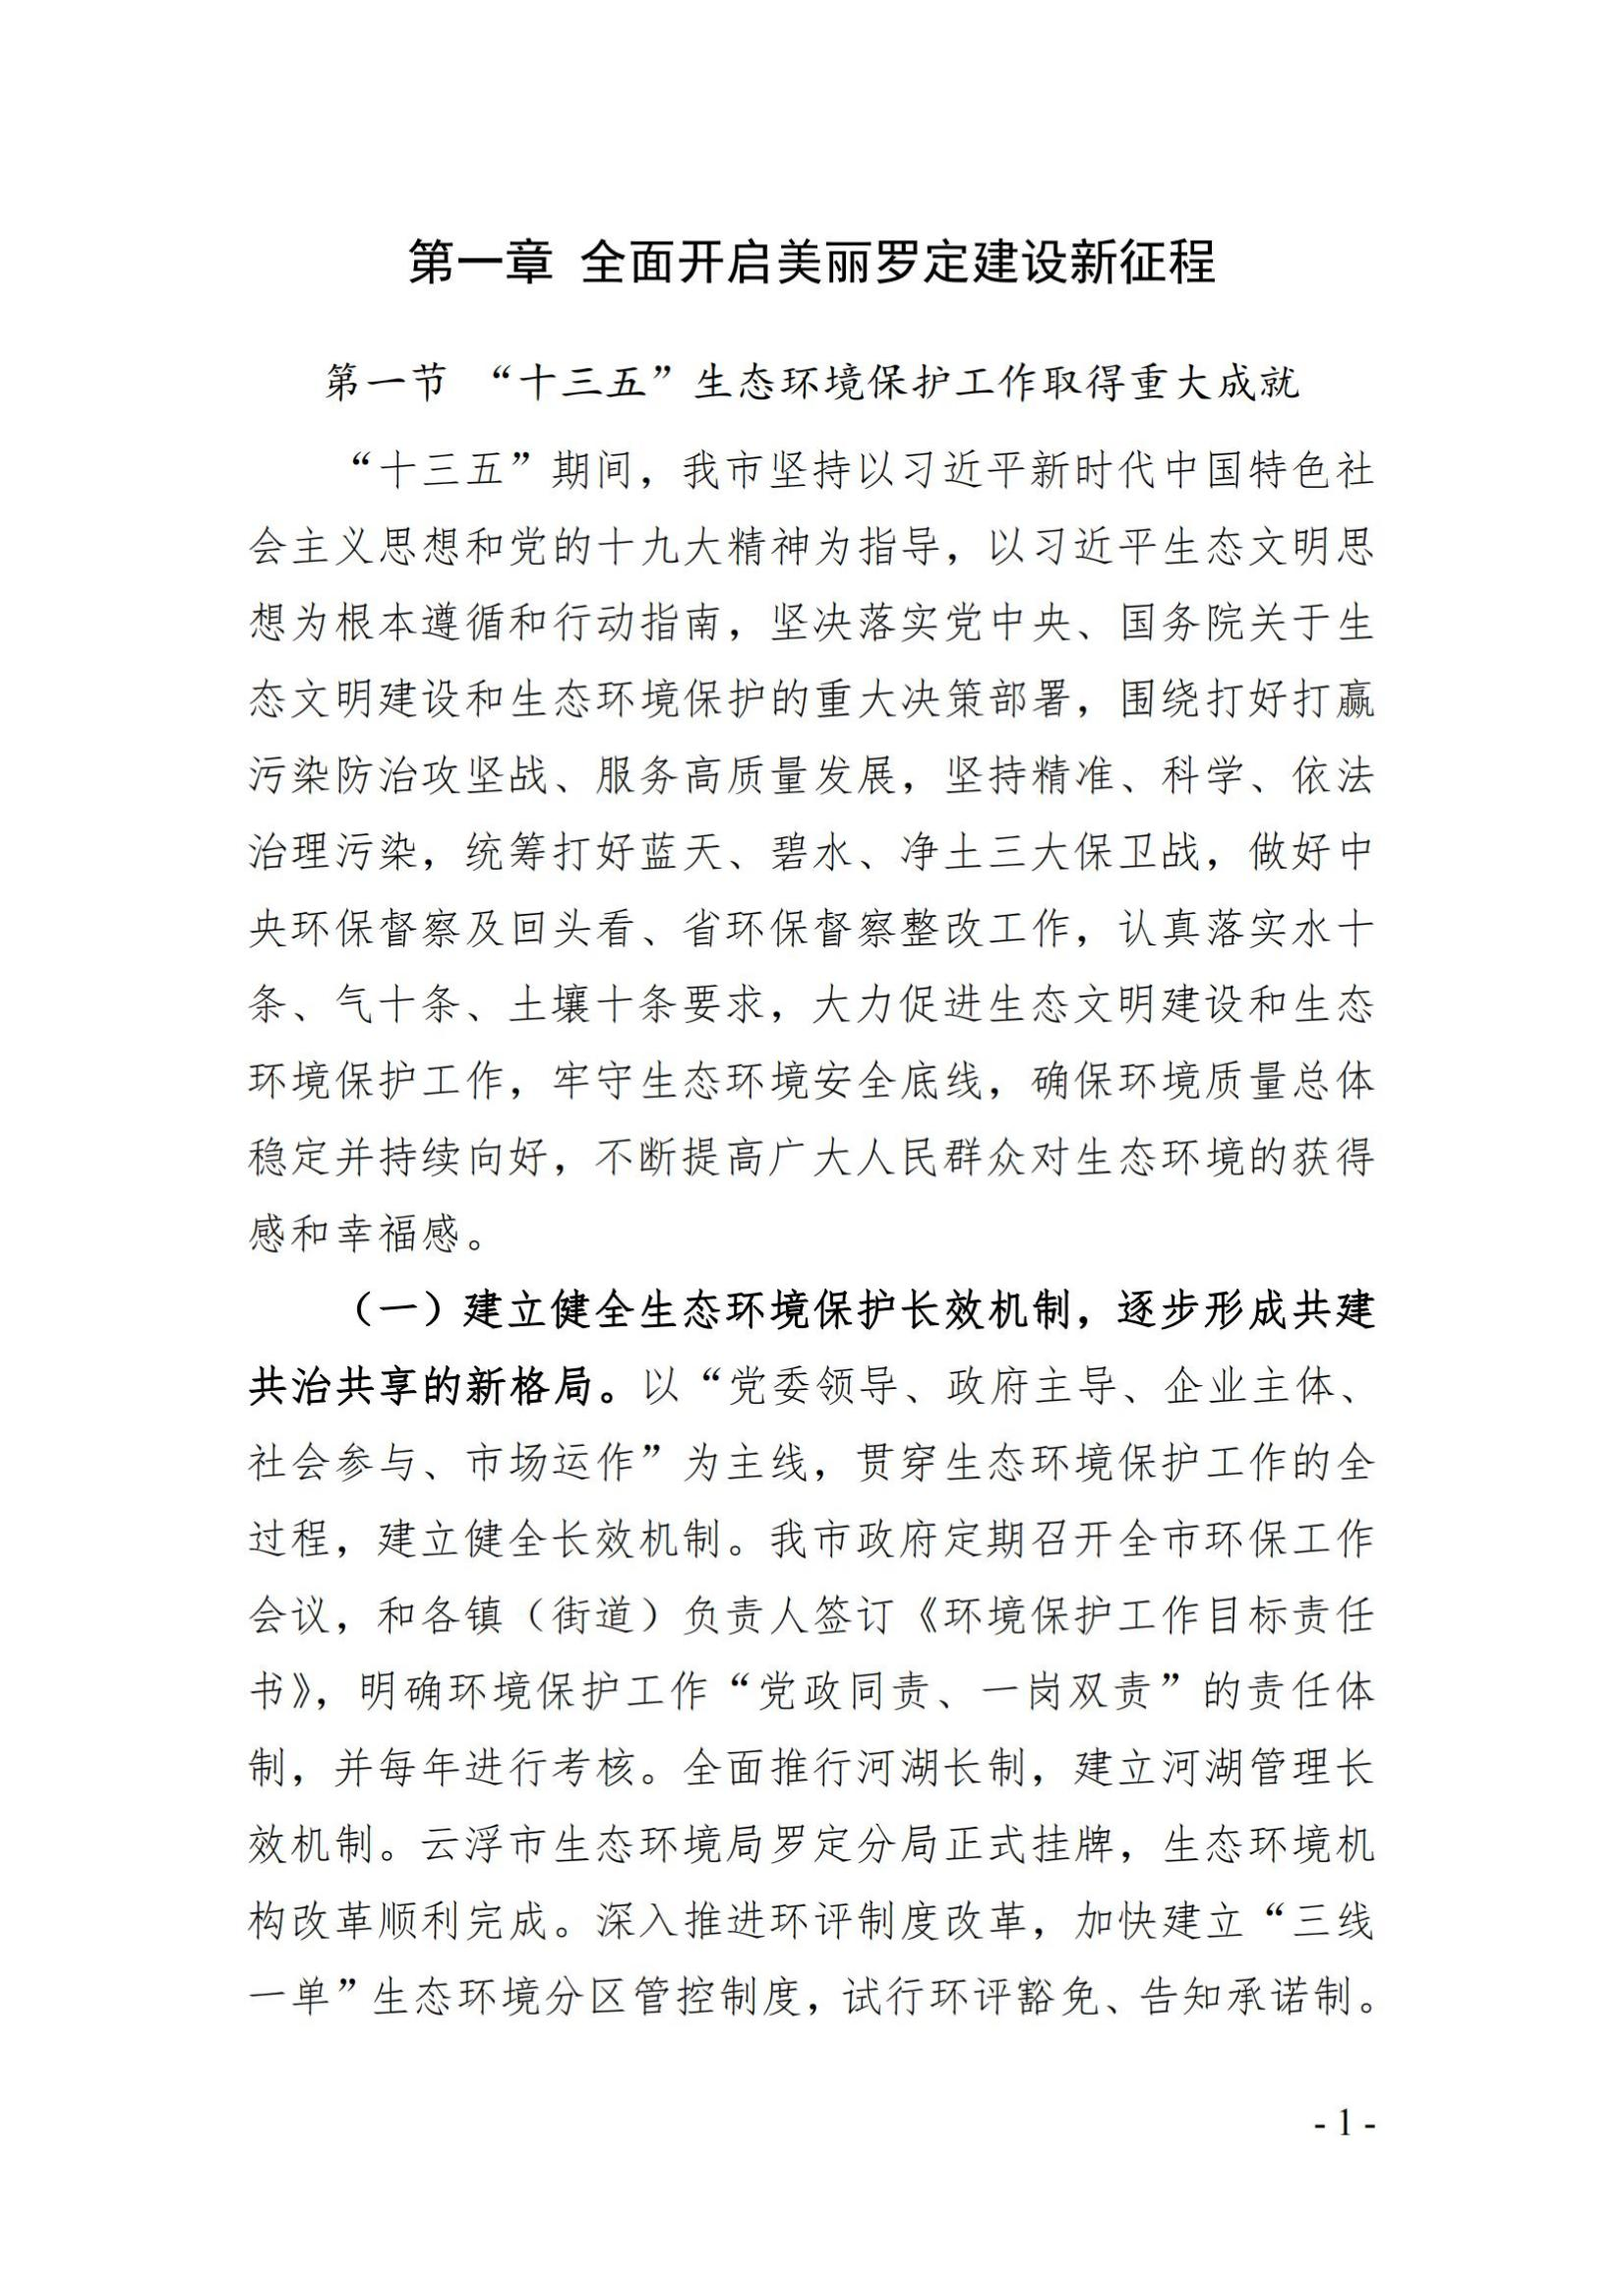 第一章 全面开启美丽罗定建设新征程
第一节 “十三五”生态环境保护工作取得重大成就
“十三五”期间，我市坚持以习近平新时代中国特色社
会主义思想和党的十九大精神为指导，以习近平生态文明思
想为根本遵循和行动指南，坚决落实党中央、国务院关于生
态文明建设和生态环境保护的重大决策部署，围绕打好打赢
污染防治攻坚战、服务高质量发展，坚持精准、科学、依法
治理污染，统筹打好蓝天、碧水、净土三大保卫战，做好中
央环保督察及回头看、省环保督察整改工作，认真落实水十
条、气十条、土壤十条要求，大力促进生态文明建设和生态
环境保护工作，牢守生态环境安全底线，确保环境质量总体
稳定并持续向好，不断提高广大人民群众对生态环境的获得
感和幸福感。
（一）建立健全生态环境保护长效机制，逐步形成共建
共治共享的新格局。以“党委领导、政府主导、企业主体、
社会参与、市场运作”为主线，贯穿生态环境保护工作的全
过程，建立健全长效机制。我市政府定期召开全市环保工作
会议，和各镇（街道）负责人签订《环境保护工作目标责任
书》，明确环境保护工作“党政同责、一岗双责”的责任体
制，并每年进行考核。全面推行河湖长制，建立河湖管理长
效机制。云浮市生态环境局罗定分局正式挂牌，生态环境机
构改革顺利完成。深入推进环评制度改革，加快建立“三线
一单”生态环境分区管控制度，试行环评豁免、告知承诺制。
- 1 -